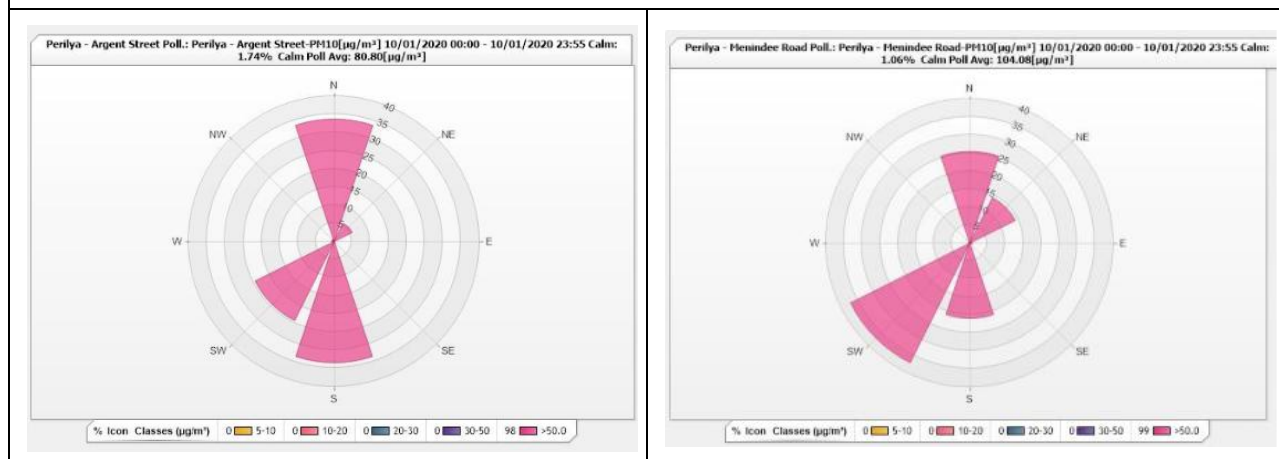 Perilya - Argent Street Poll.: Perilya - Argent Street-PM10[µg/m³] 10/01/2020 00:00 - 10/01/2020 23:55 Calm:
1.74% Calm Poll Avg: 80.80[µg/m³]
N
40
35
30
25
20
15
10
5
NW
NE
W
E
SW
SE
S
% Icon Classes (µg/m³) 0 5-10 0 10-20 0 20-30 0 30-50 98 >50.0
Perilya - Menindee Road Poll.: Perilya - Menindee Road-PM10[µg/m³] 10/01/2020 00:00 - 10/01/2020 23:55 Calm:
1.06% Calm Poll Avg: 104.08[µg/m³]
N
40
35
30
25
20
15
10
5
NW
NE
W
E
SW
SE
S
% Icon Classes (µg/m³) 0 5-10 0 10-20 0 20-30 0 30-50 99 >50.0